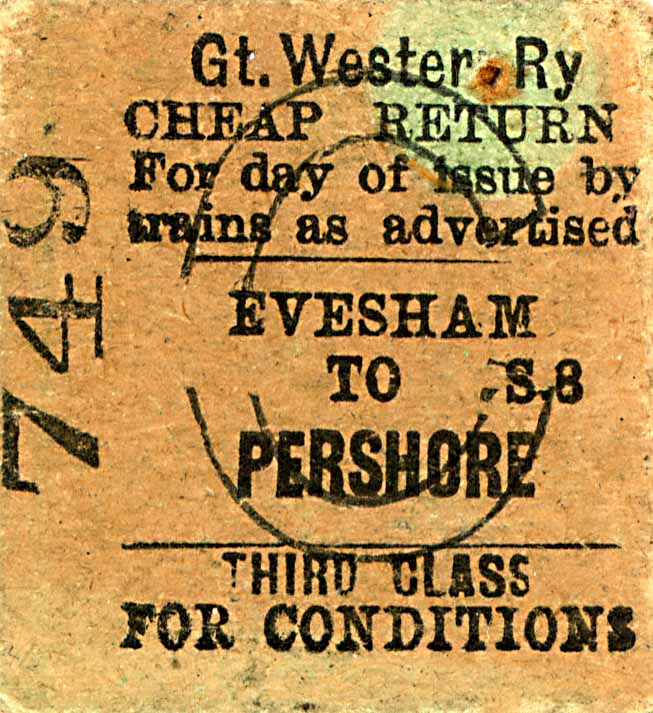 Gt. Western Ry
CHEAP RETURN
For day of issue by
trains as advertised
EVESHAM
TO S.8
PERSHORE
THIRD CLASS
FOR CONDITIONS
749
C